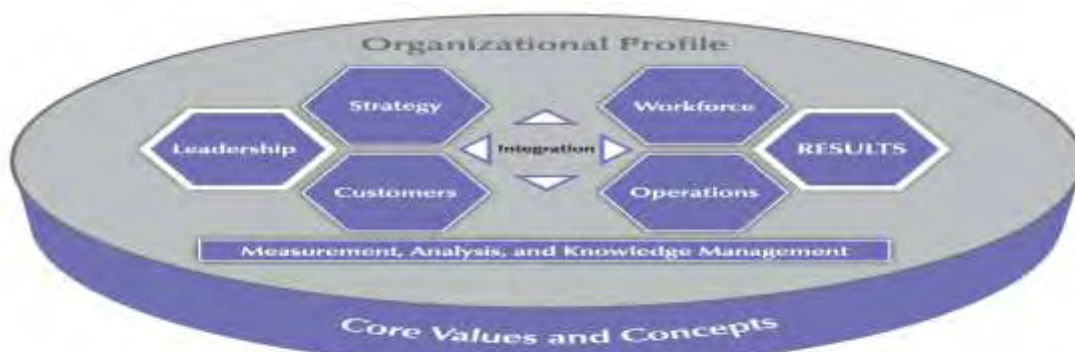 Organizational Profile
Strategy
Workforce
Leadership
Integration
RESULTS
Customers
Operations
Measurement, Analysis, and Knowledge Management
Core Values and Concepts